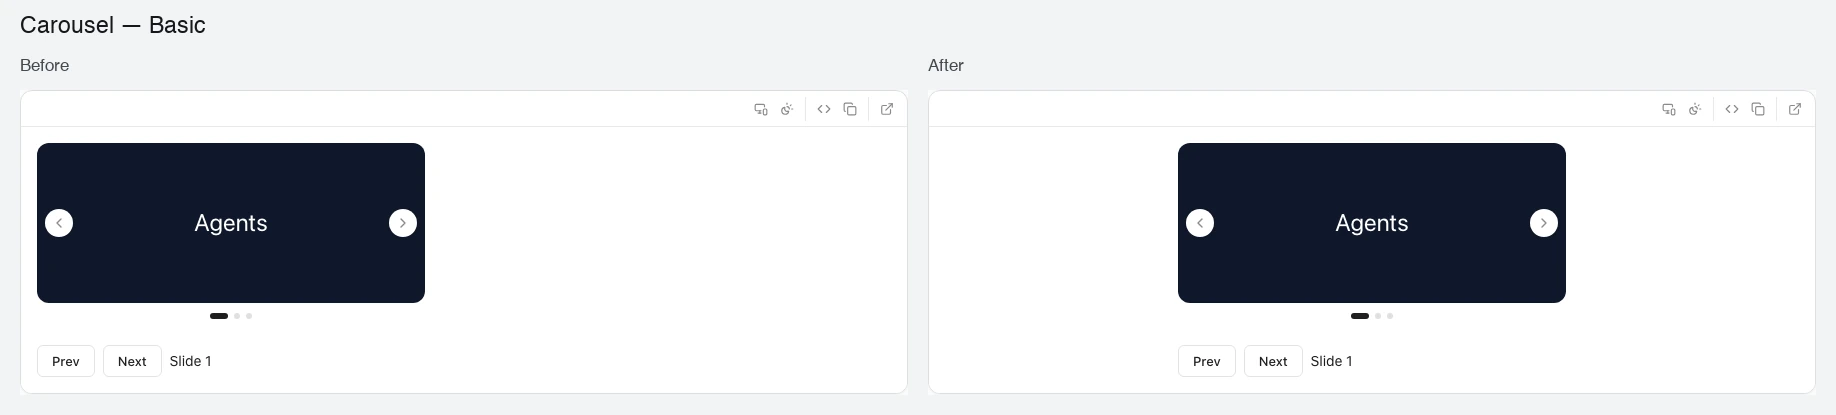 Carousel — Basic
Before
Agents
Prev
Next
Slide 1
After
Agents
Prev
Next
Slide 1